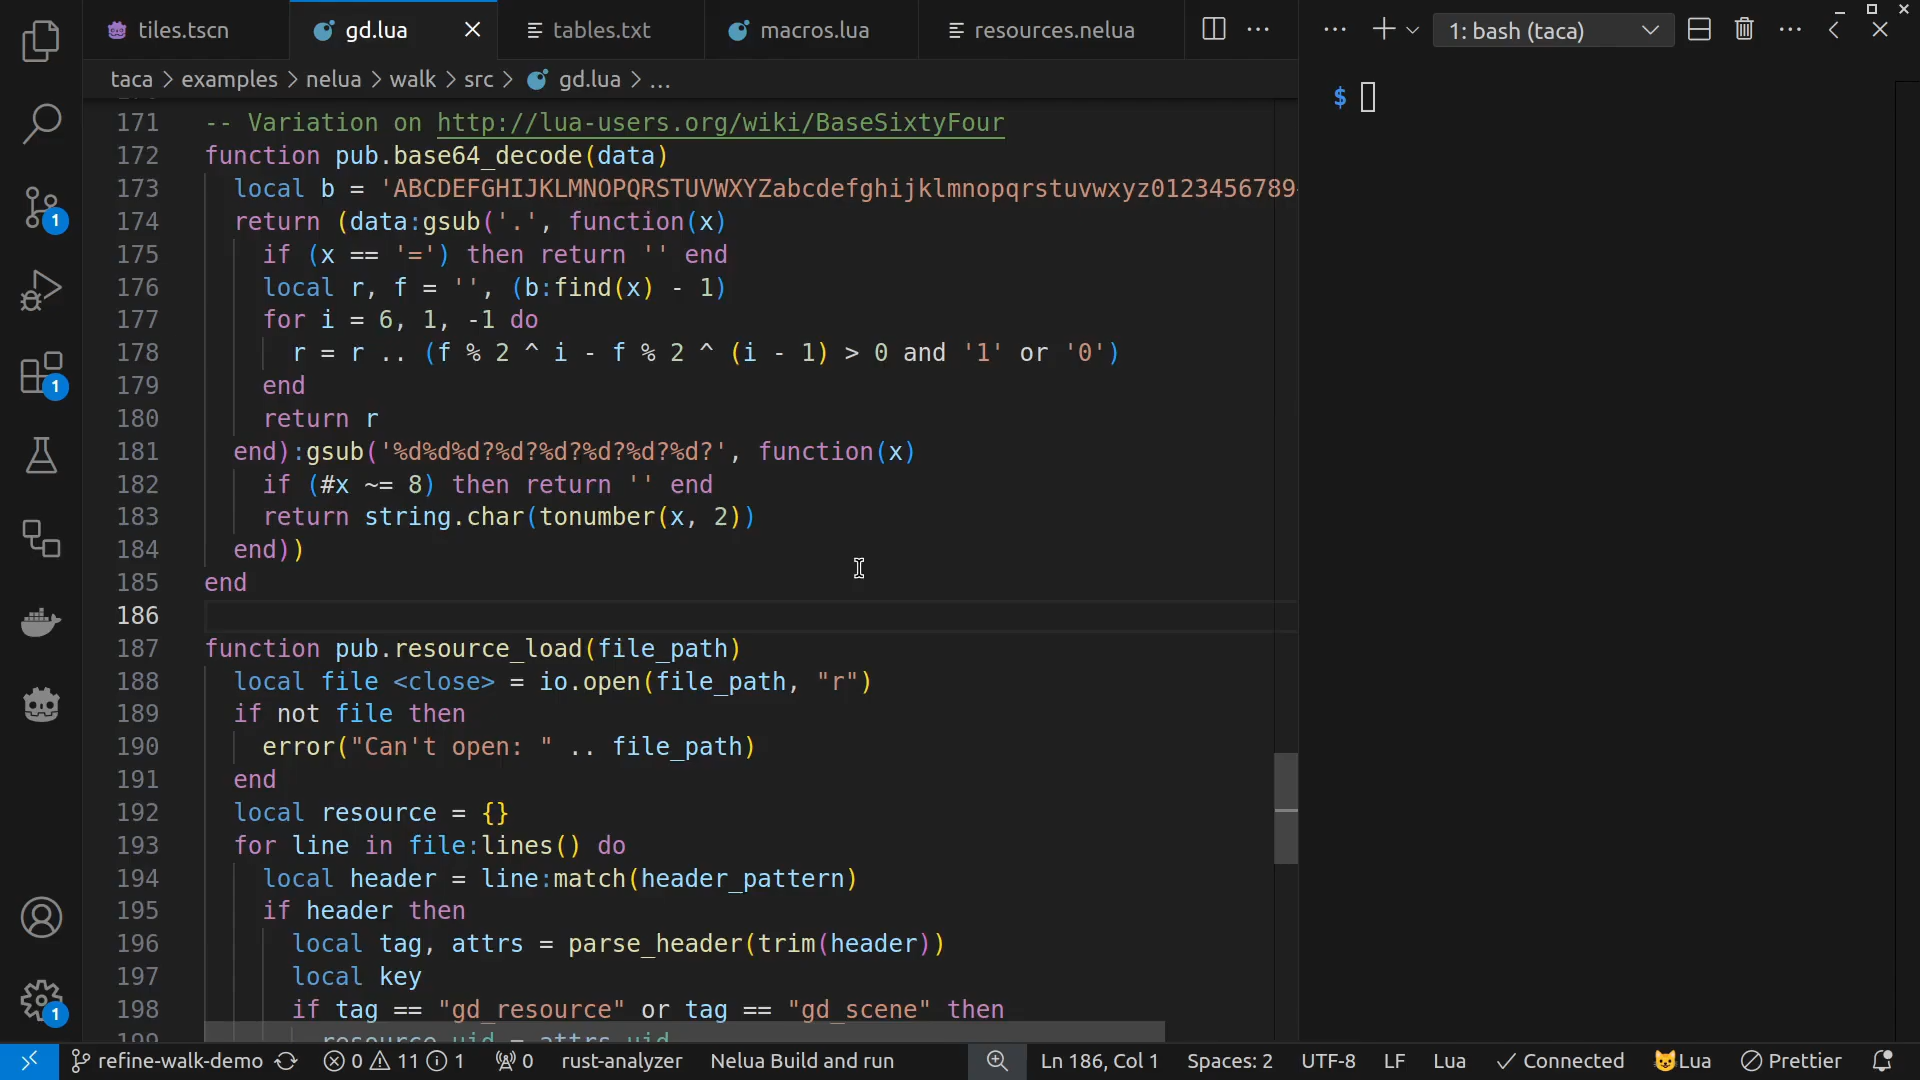 tiles.tscn gd.lua tables.txt macros.lua resources.nelua 1: bash (taca)
taca > examples > nelua > walk > src > gd.lua > ...
$
171 -- Variation on http://lua-users.org/wiki/BaseSixtyFour
172 function pub.base64_decode(data)
173 local b = 'ABCDEFGHIJKLMNOPQRSTUVWXYZabcdefghijklmnopqrstuvwxyz0123456789
174 return (data:gsub('.', function(x)
175 if (x == '=') then return '' end
176 local r, f = '', (b:find(x) - 1)
177 for i = 6, 1, -1 do
178 r = r .. (f % 2 ^ i - f % 2 ^ (i - 1) > 0 and '1' or '0')
179 end
180 return r
181 end):gsub('%d%d%d?%d?%d?%d?%d?%d?', function(x)
182 if (#x ~= 8) then return '' end
183 return string.char(tonumber(x, 2))
184 end))
185 end
186
187 function pub.resource_load(file_path)
188 local file <close> = io.open(file_path, "r")
189 if not file then
190 error("Can't open: " .. file_path)
191 end
192 local resource = {}
193 for line in file:lines() do
194 local header = line:match(header_pattern)
195 if header then
196 local tag, attrs = parse_header(trim(header))
197 local key
198 if tag == "gd_resource" or tag == "gd_scene" then
199 resource.uid = attrs.uid
1
1
1
refine-walk-demo 0 11 1 0 rust-analyzer Nelua Build and run Ln 186, Col 1 Spaces: 2 UTF-8 LF Lua Connected Lua Prettier